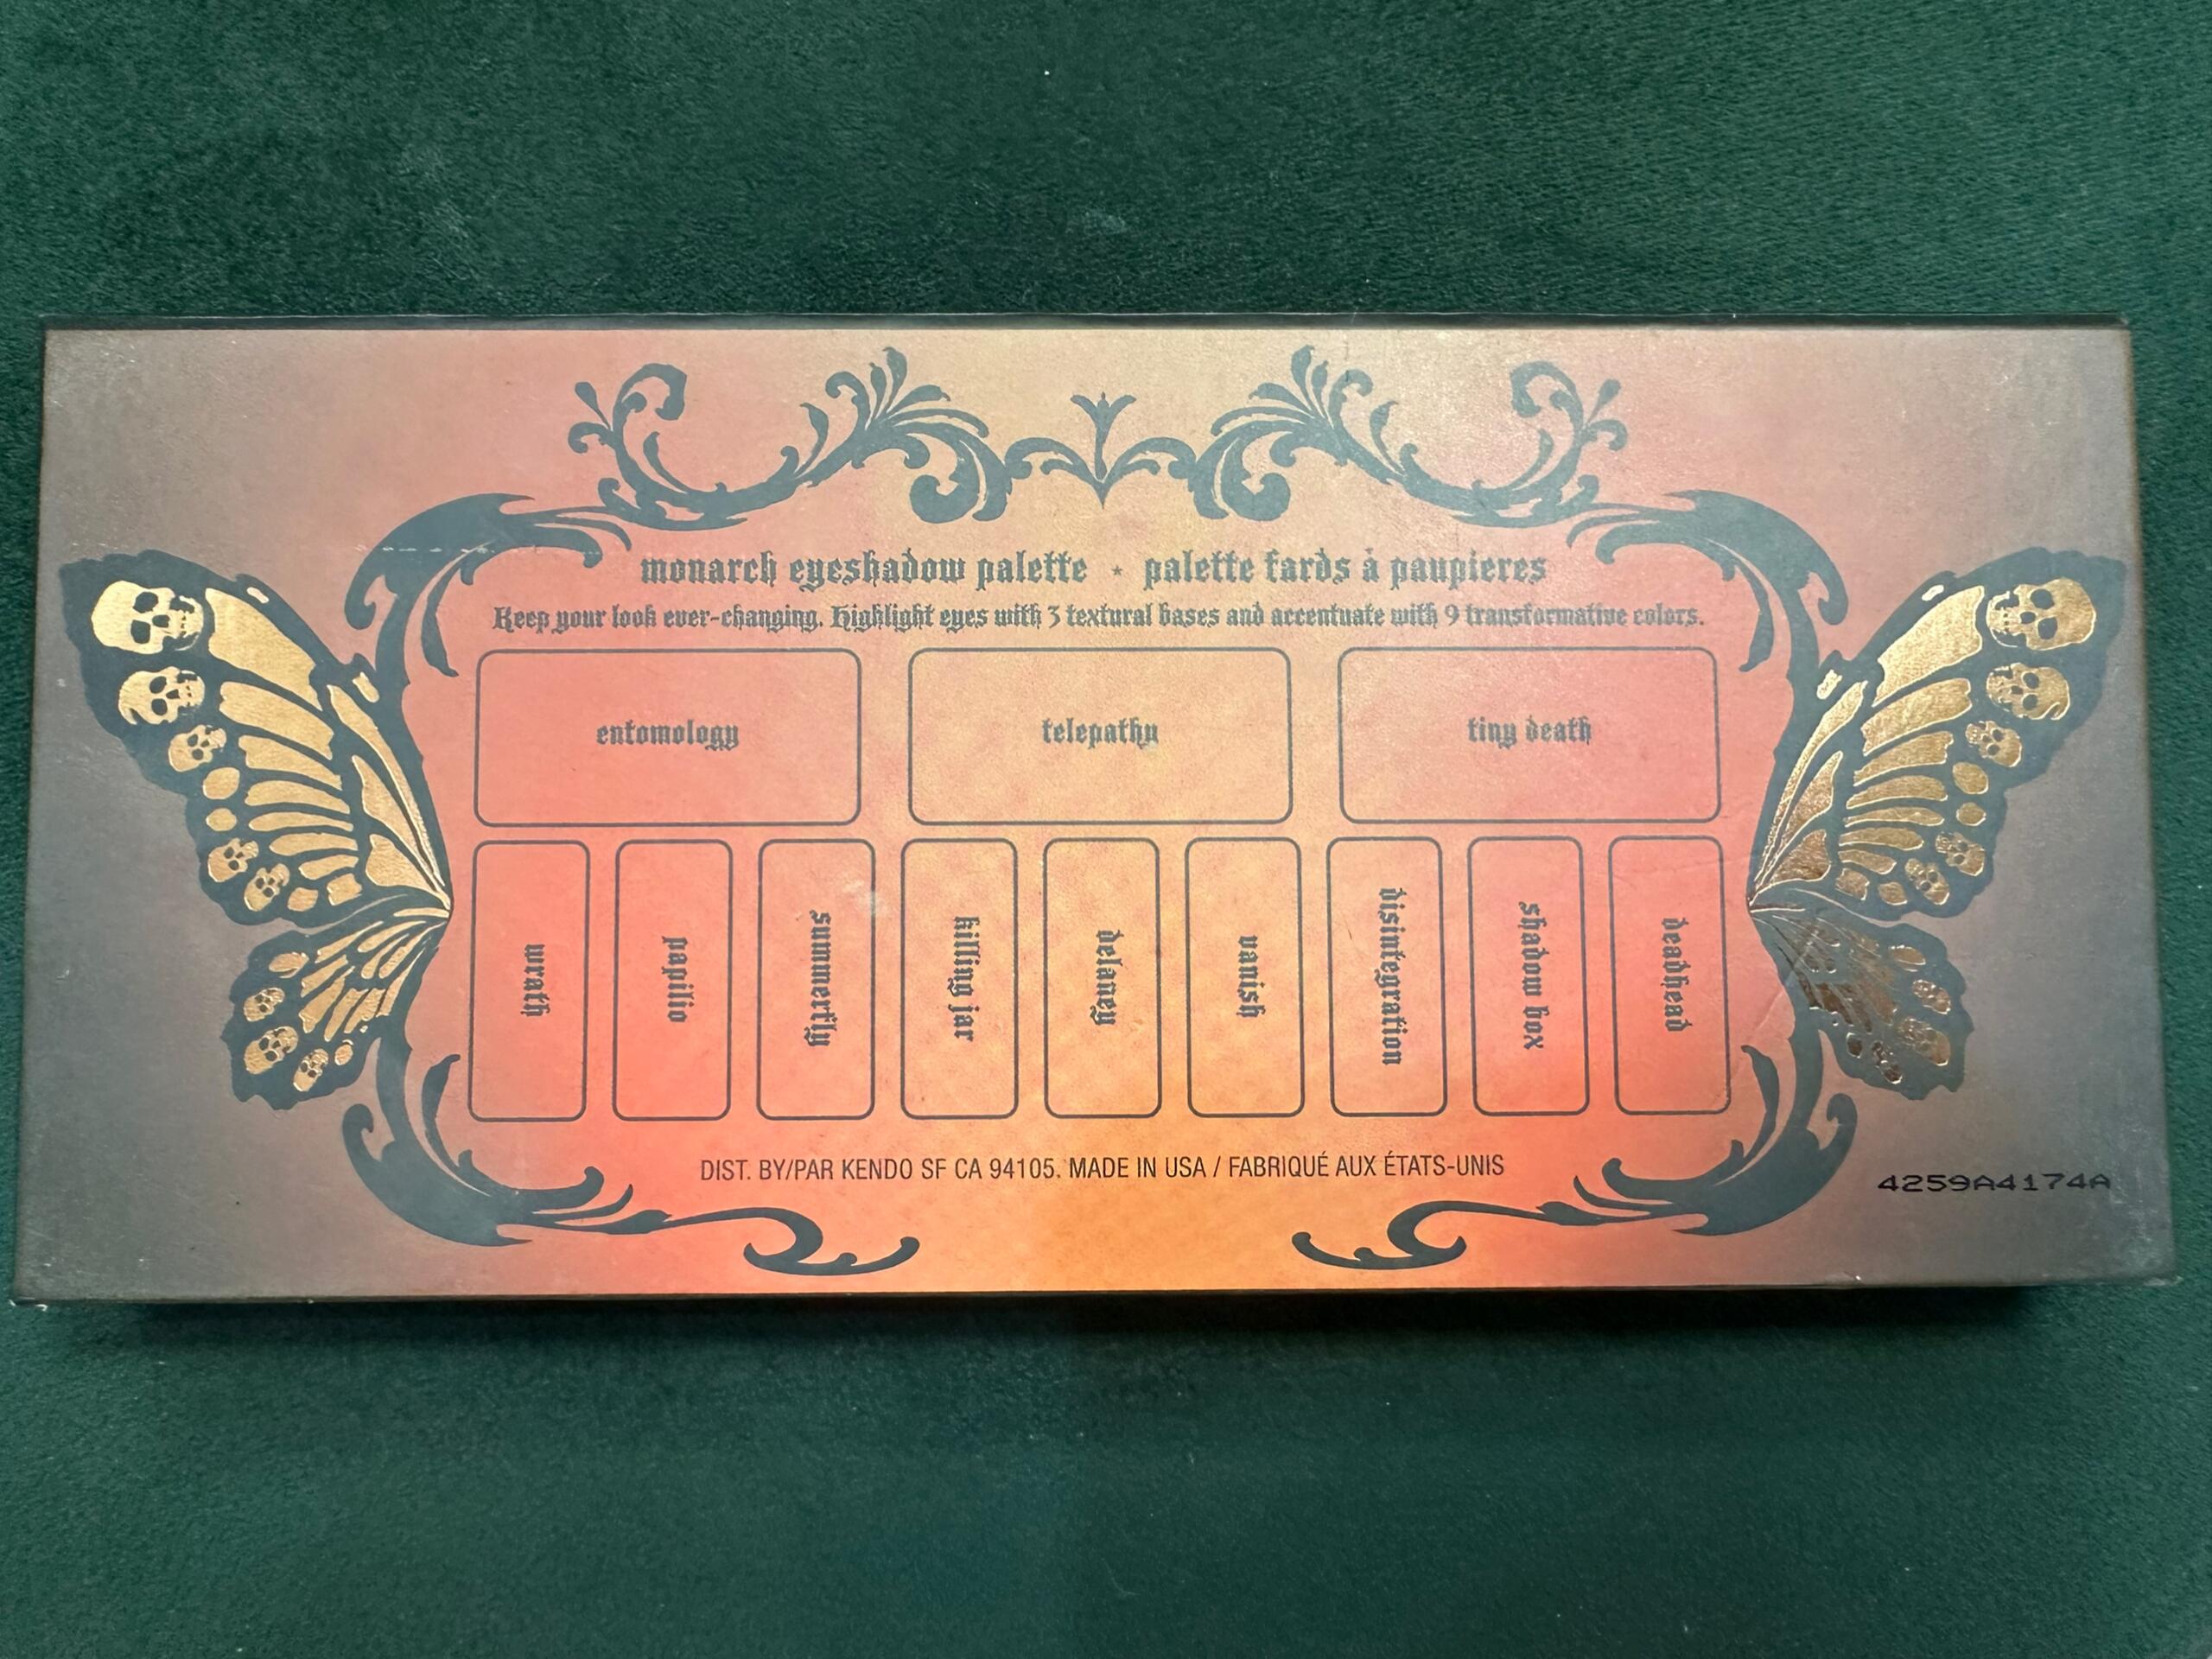 monarch eyeshadow palette ⋆ palette fards à paupieres
Keep your look ever-changing. Highlight eyes with 3 textural bases and accentuate with 9 transformative colors.
entomology
telepathy
tiny death
wrath
papilio
summerfly
killing jar
delaney
vanish
disintegration
shadow box
deadhead
DIST. BY/PAR KENDO SF CA 94105. MADE IN USA / FABRIQUÉ AUX ÉTATS-UNIS
4259A4174A